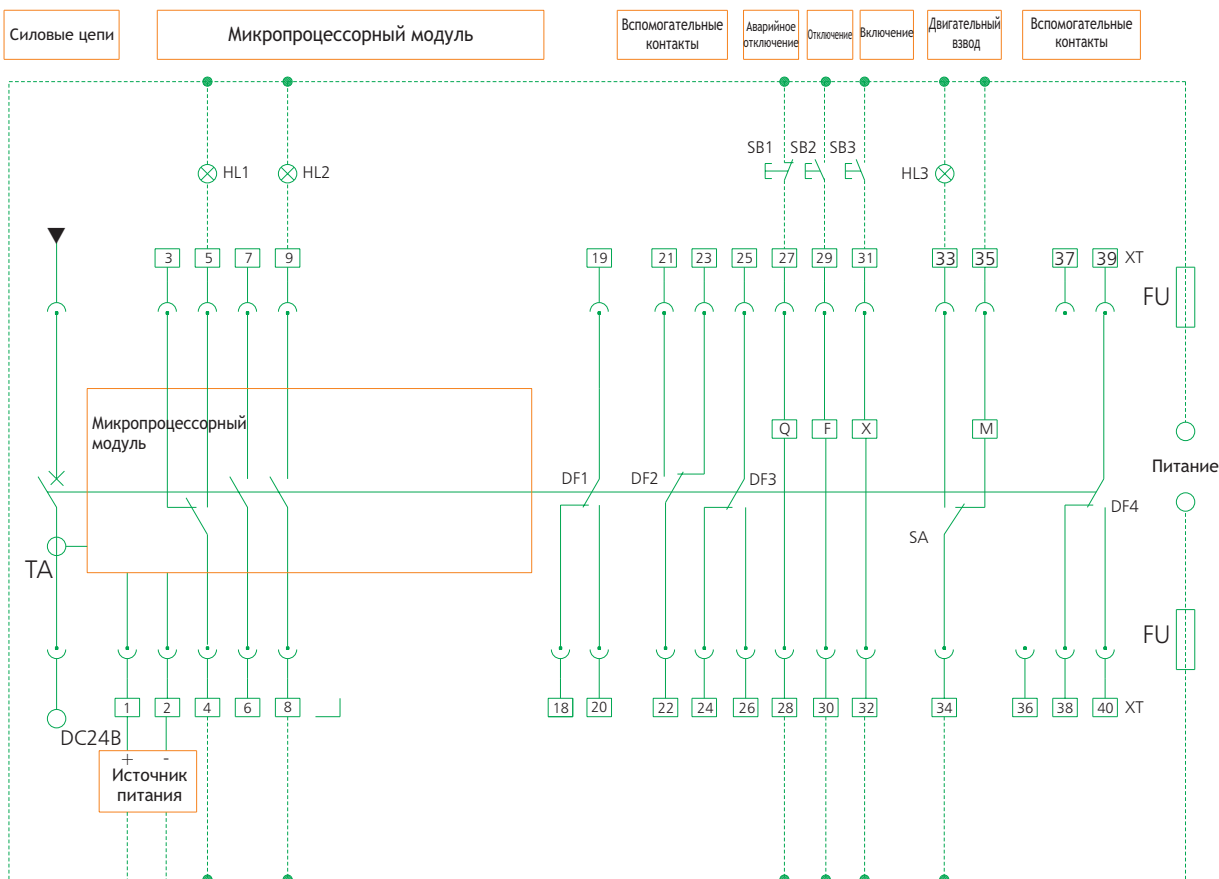 Силовые цепи
Микропроцессорный модуль
Вспомогательные
контакты
Аварийное
отключение
Отключение
Включение
Двигательный
взвод
Вспомогательные
контакты
SB1 SB2 SB3
HL1 HL2 HL3
3 5 7 9 19 21 23 25 27 29 31 33 35 37 39 XT
FU
Микропроцессорный
модуль
Q F X M
Питание
DF1 DF2 DF3 DF4
SA
TA
FU
1 2 4 6 8 18 20 22 24 26 28 30 32 34 36 38 40 XT
DC24В
+ -
Источник
питания